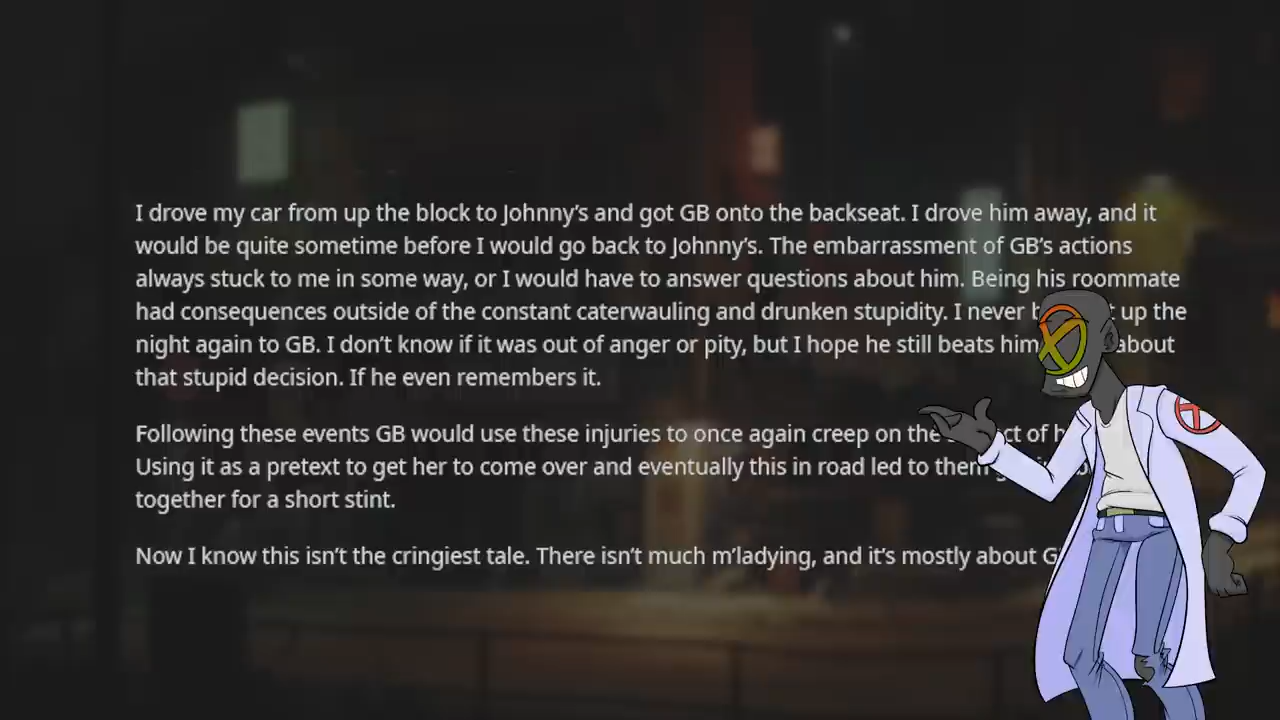 I drove my car from up the block to Johnny’s and got GB onto the backseat. I drove him away, and it
would be quite sometime before I would go back to Johnny’s. The embarrassment of GB’s actions
always stuck to me in some way, or I would have to answer questions about him. Being his roommate
had consequences outside of the constant caterwauling and drunken stupidity. I never up the
night again to GB. I don’t know if it was out of anger or pity, but I hope he still beats about
that stupid decision. If he even remembers it.
Following these events GB would use these injuries to once again creep on the of
Using it as a pretext to get her to come over and eventually this in road led to them
together for a short stint.
Now I know this isn’t the cringiest tale. There isn’t much m’ladying, and it’s mostly about